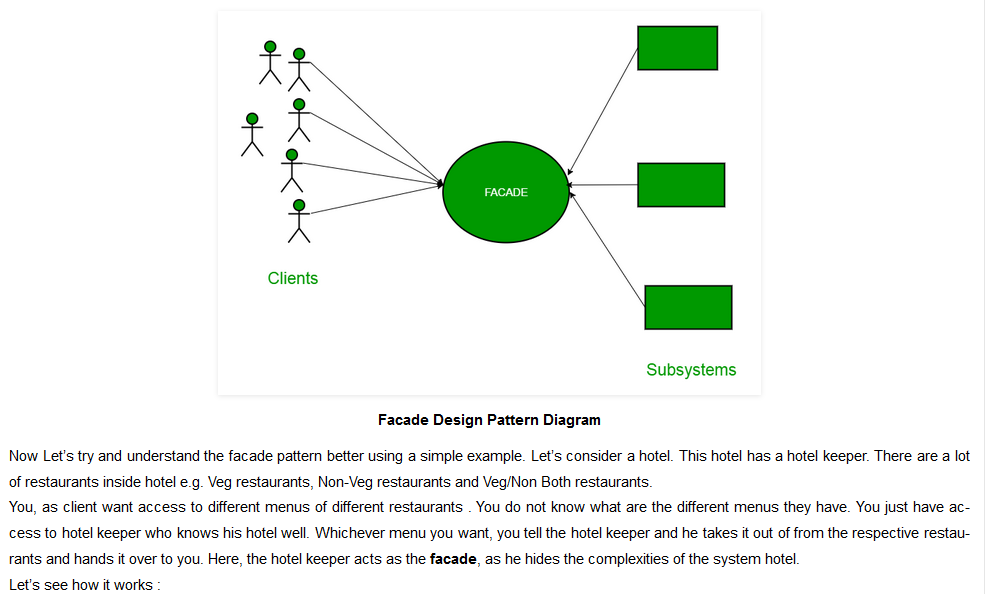 FACADE
Clients
Subsystems
Facade Design Pattern Diagram
Now Let's try and understand the facade pattern better using a simple example. Let's consider a hotel. This hotel has a hotel keeper. There are a lot
of restaurants inside hotel e.g. Veg restaurants, Non-Veg restaurants and Veg/Non Both restaurants.
You, as client want access to different menus of different restaurants . You do not know what are the different menus they have. You just have ac-
cess to hotel keeper who knows his hotel well. Whichever menu you want, you tell the hotel keeper and he takes it out of from the respective restau-
rants and hands it over to you. Here, the hotel keeper acts as the facade, as he hides the complexities of the system hotel.
Let's see how it works :